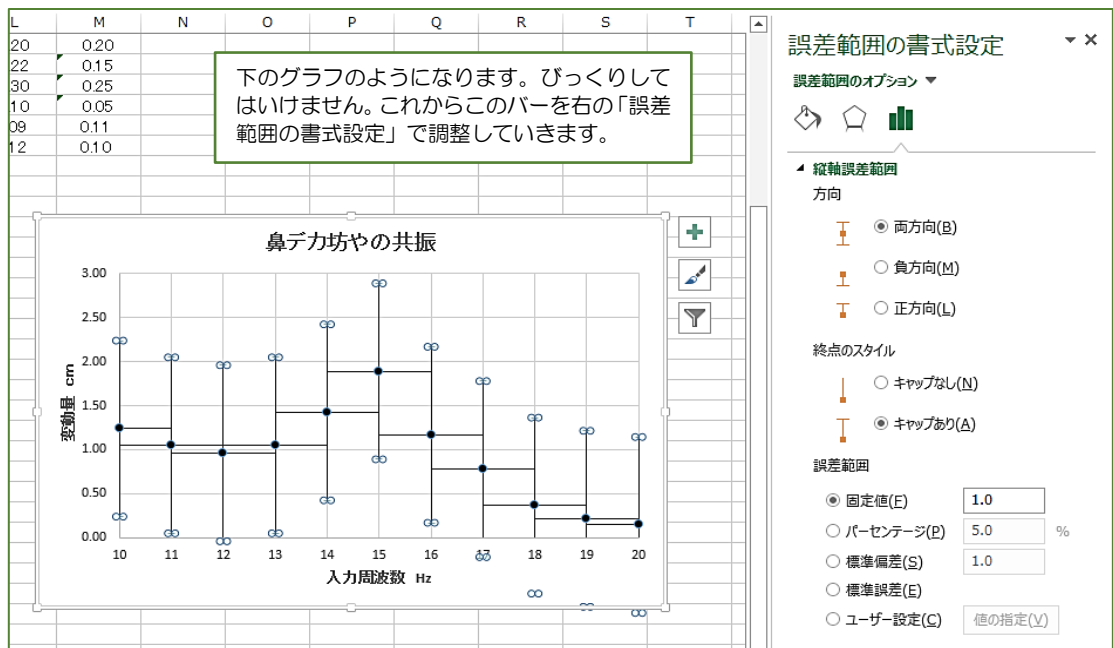 L M N O P Q R S T
20 0.20
22 0.15
30 0.25
10 0.05
09 0.11
12 0.10
下のグラフのようになります。びっくりして
はいけません。これからこのバーを右の「誤差
範囲の書式設定」で調整していきます。
鼻デカ坊やの共振
3.00
2.50
2.00
1.50
1.00
0.50
0.00
変動量 cm
10 11 12 13 14 15 16 17 18 19 20
入力周波数 Hz
誤差範囲の書式設定
誤差範囲のオプション
縦軸誤差範囲
方向
両方向(B)
負方向(M)
正方向(L)
終点のスタイル
キャップなし(N)
キャップあり(A)
誤差範囲
固定値(F) 1.0
パーセンテージ(P) 5.0 %
標準偏差(S) 1.0
標準誤差(E)
ユーザー設定(C) 値の指定(V)